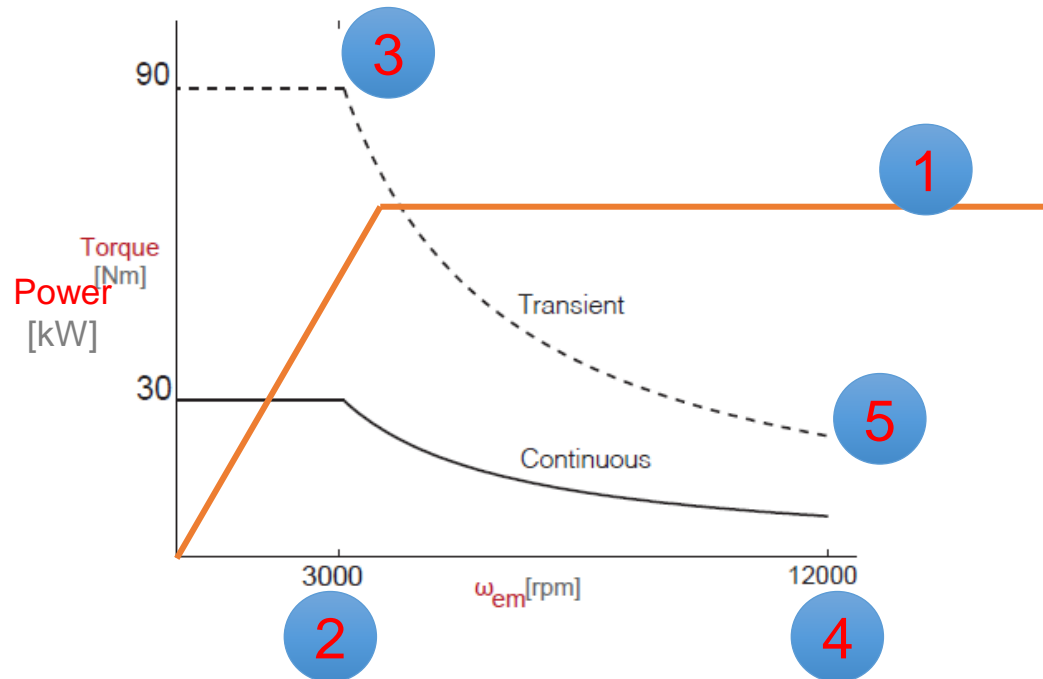 3
90
1
Torque
[Nm]
Power
[kW]
Transient
30
5
Continuous
3000
ωem[rpm]
12000
2
4